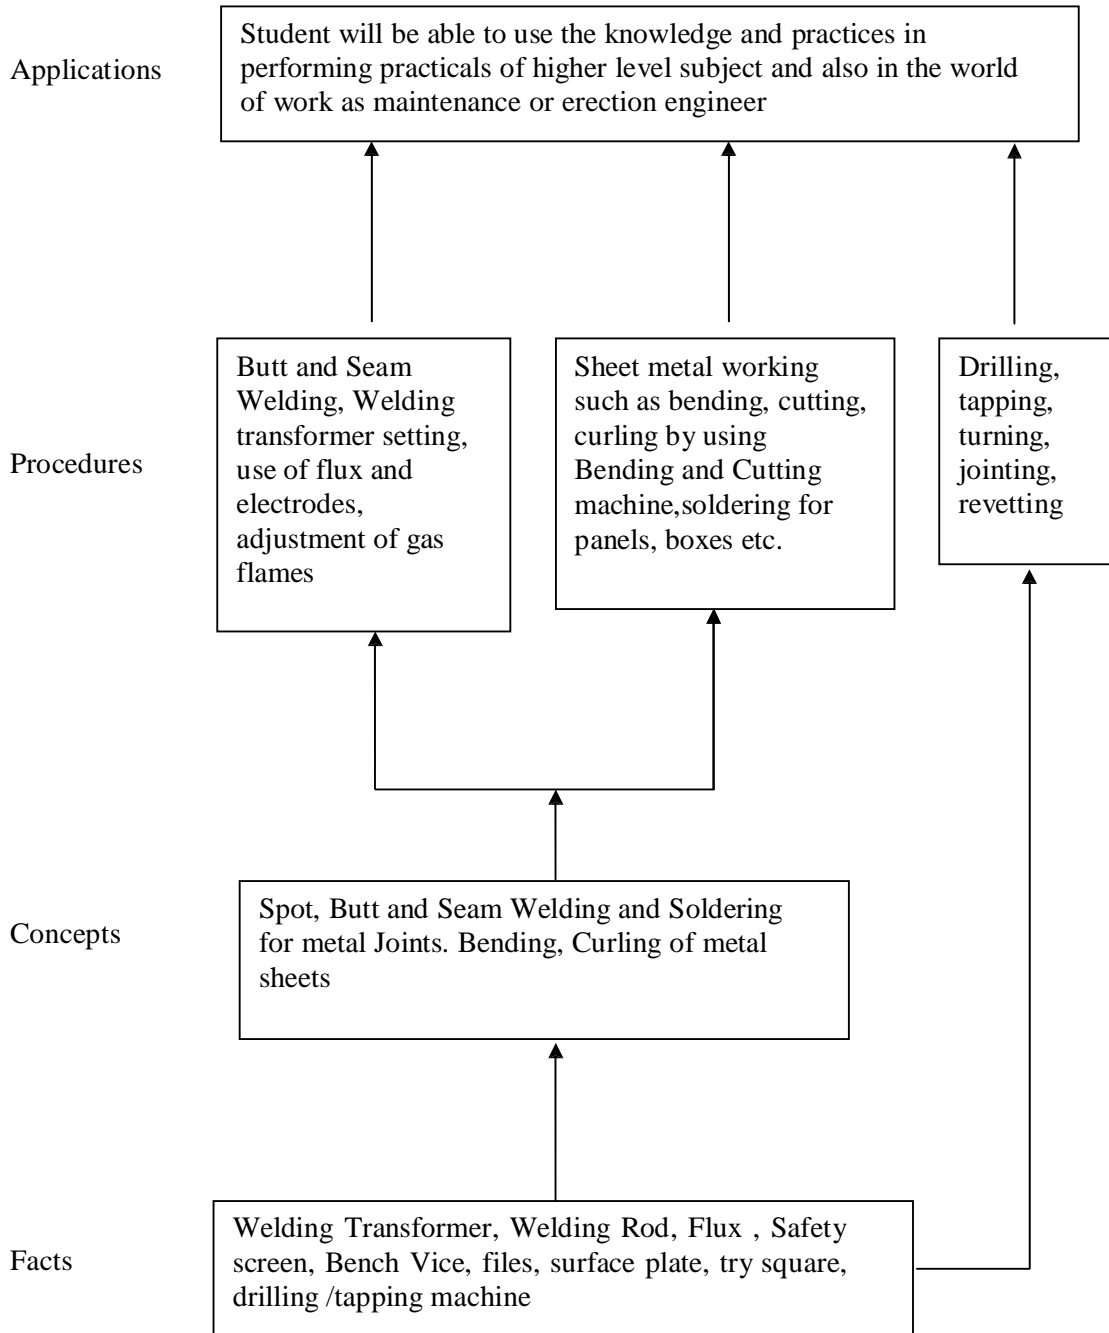 Applications
Student will be able to use the knowledge and practices in
performing practicals of higher level subject and also in the world
of work as maintenance or erection engineer
Procedures
Butt and Seam
Welding, Welding
transformer setting,
use of flux and
electrodes,
adjustment of gas
flames
Sheet metal working
such as bending, cutting,
curling by using
Bending and Cutting
machine,soldering for
panels, boxes etc.
Drilling,
tapping,
turning,
jointing,
revetting
Concepts
Spot, Butt and Seam Welding and Soldering
for metal Joints. Bending, Curling of metal
sheets
Facts
Welding Transformer, Welding Rod, Flux , Safety
screen, Bench Vice, files, surface plate, try square,
drilling /tapping machine